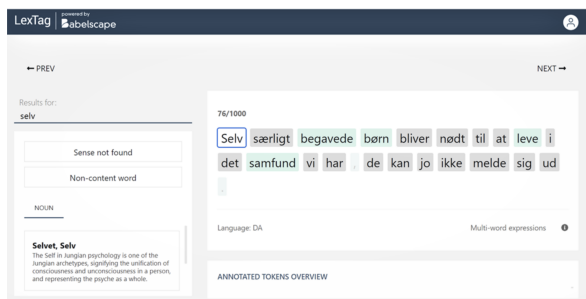 LexTag powered by Babelscape
← PREV
NEXT →
Results for:
selv
Sense not found
Non-content word
NOUN
Selvet, Selv
The Self in Jungian psychology is one of the
Jungian archetypes, signifying the unification of
consciousness and unconsciousness in a person,
and representing the psyche as a whole.
76/1000
Selv særligt begavede børn bliver nødt til at leve i
det samfund vi har , de kan jo ikke melde sig ud
.
Language: DA
Multi-word expressions
ANNOTATED TOKENS OVERVIEW